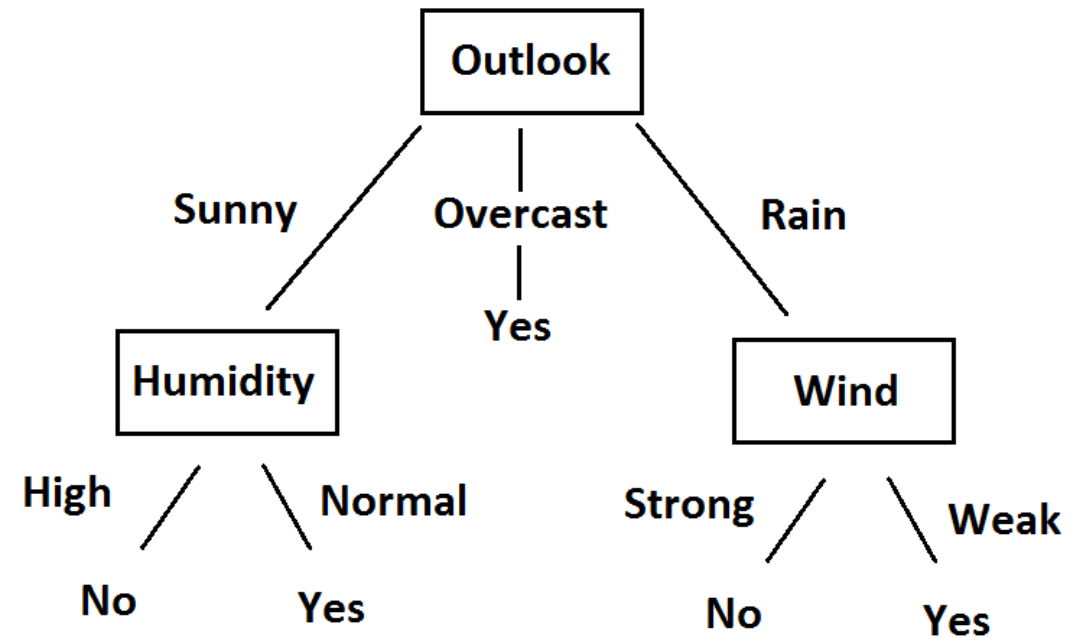 Outlook
Sunny
Overcast
Rain
Yes
Humidity
Wind
High
Normal
Strong
Weak
No
Yes
No
Yes